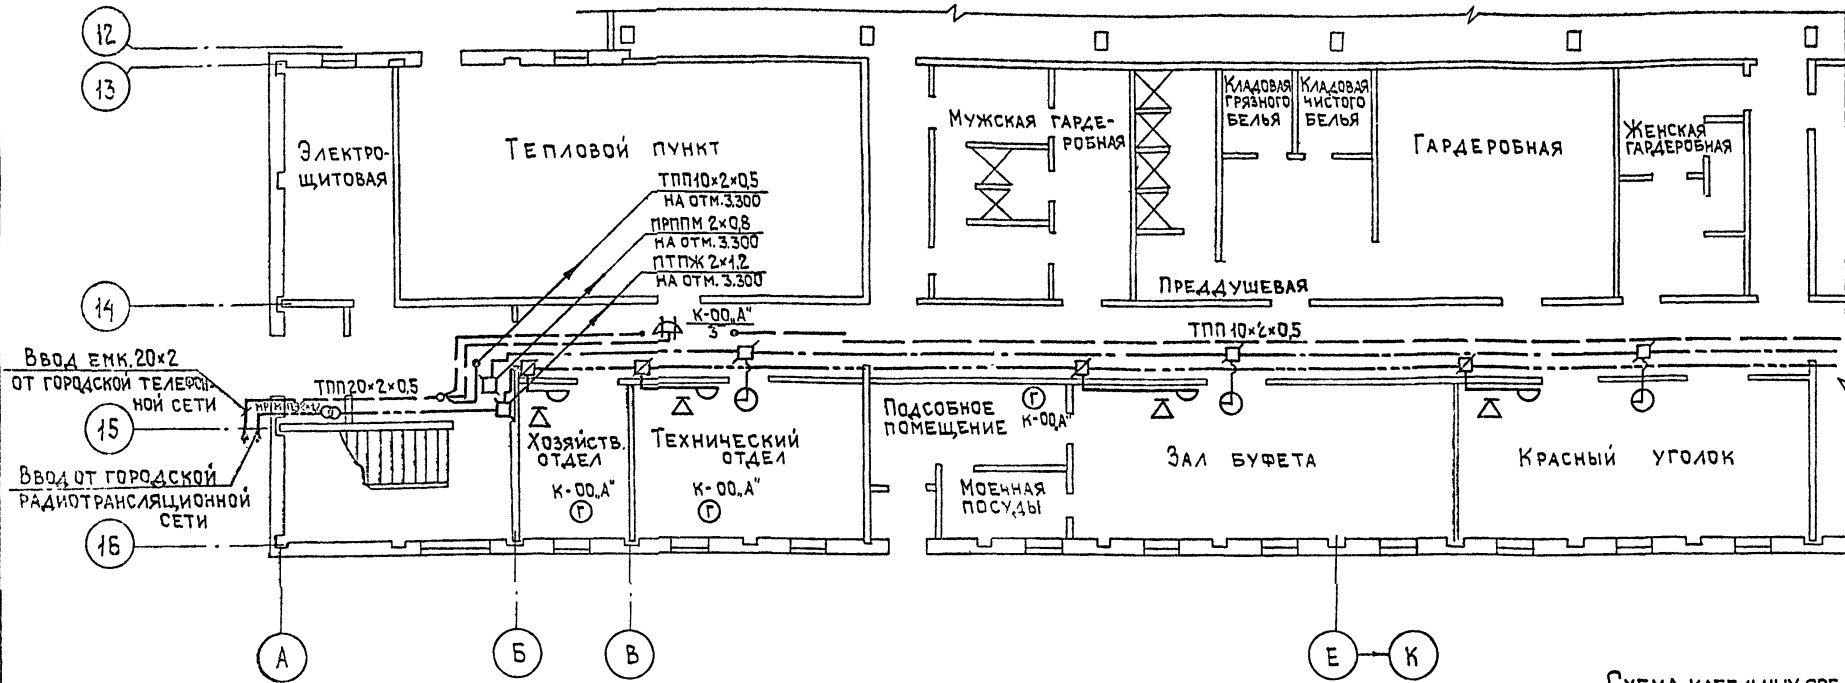 12
13
14
15
16
Электро-
щитовая
Тепловой пункт
Мужская гарде-
робная
Кладовая
грязного
белья
Кладовая
чистого
белья
Гардеробная
Женская
гардеробная
Преддушевая
ТПП10×2×0,5
на отм.3.300
ПРППМ 2×0,8
на отм.3.300
ПТПЖ 2×1,2
на отм.3.300
К-00„А"
3
ТПП 10×2×0,5
Ввод емк.20×2
от городской телефон-
ной сети
ТПП20×2×0,5
Ввод от городской
радиотрансляционной
сети
Хозяйств.
отдел
К-00„А"
Г
Технический
отдел
К-00„А"
Г
Подсобное
помещение
Г
К-00„А"
Моечная
посуды
Зал буфета
Красный уголок
А
Б
В
Е
К
Схема кабельных